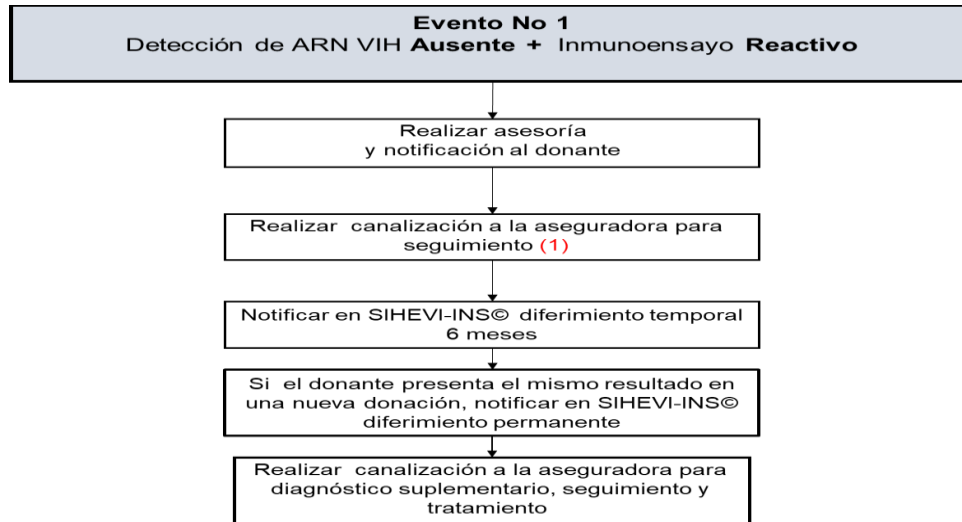 Evento No 1
Detección de ARN VIH Ausente + Inmunoensayo Reactivo
Realizar asesoría
y notificación al donante
Realizar canalización a la aseguradora para
seguimiento (1)
Notificar en SIHEVI-INS© diferimiento temporal
6 meses
Si el donante presenta el mismo resultado en
una nueva donación, notificar en SIHEVI-INS©
diferimiento permanente
Realizar canalización a la aseguradora para
diagnóstico suplementario, seguimiento y
tratamiento